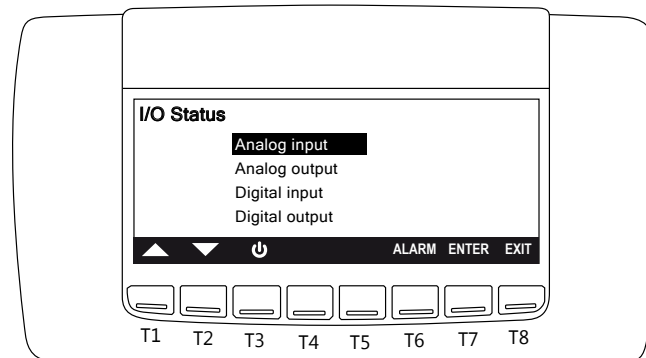 I/O Status
Analog input
Analog output
Digital input
Digital output
ALARM ENTER EXIT
T1 T2 T3 T4 T5 T6 T7 T8